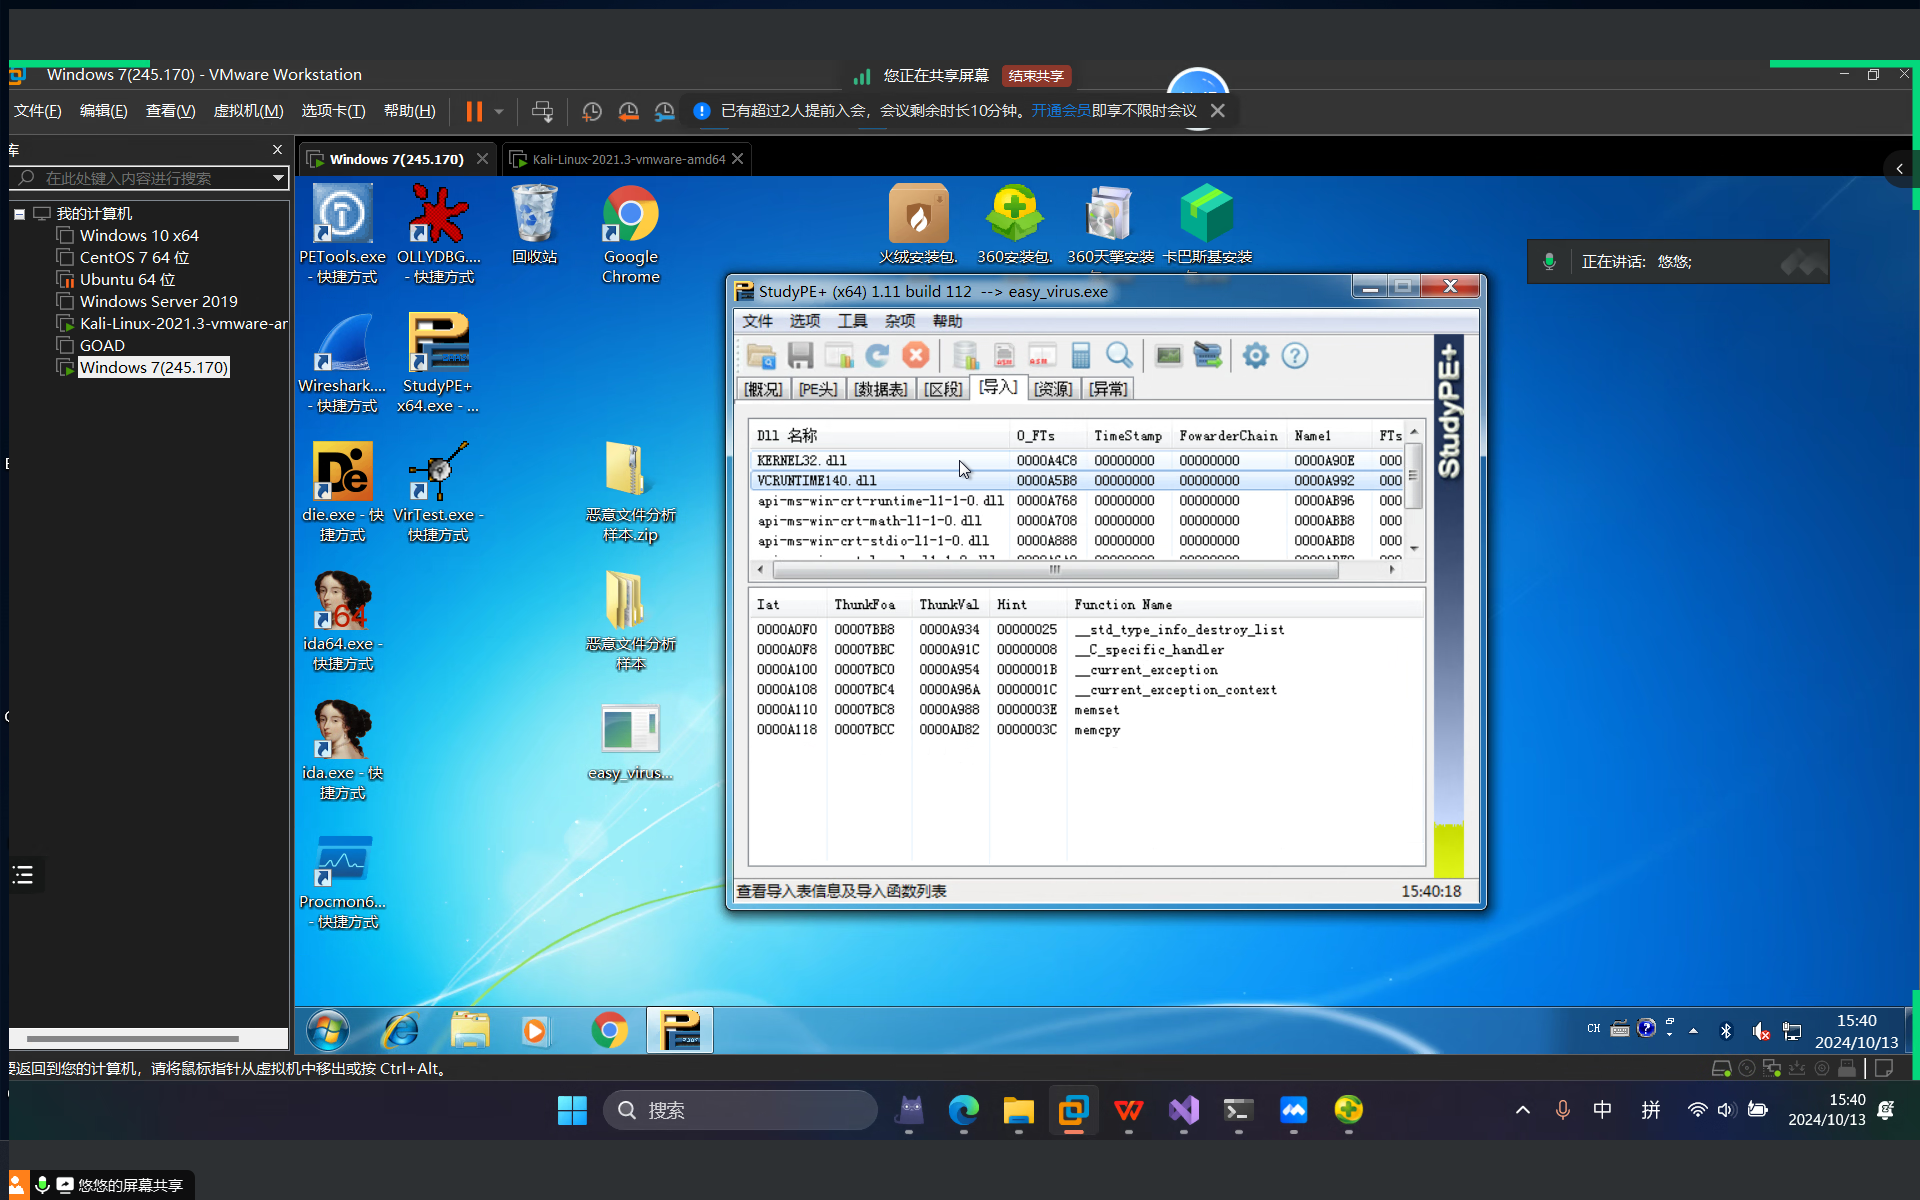 Windows 7(245.170) - VMware Workstation
您正在共享屏幕 结束共享
文件(F) 编辑(E) 查看(V) 虚拟机(M) 选项卡(T) 帮助(H)
已有超过2人提前入会，会议剩余时长10分钟。开通会员即享不限时会议
库
在此处键入内容进行搜索
我的计算机
Windows 10 x64
CentOS 7 64 位
Ubuntu 64 位
Windows Server 2019
Kali-Linux-2021.3-vmware-ar
GOAD
Windows 7(245.170)
Windows 7(245.170) Kali-Linux-2021.3-vmware-amd64
PETools.exe - 快捷方式
OLLYDBG.... - 快捷方式
回收站
Google Chrome
火绒安装包.
360安装包.
360天擎安装
卡巴斯基安装
正在讲话: 悠悠;
Wireshark.... - 快捷方式
StudyPE+ x64.exe - ...
die.exe - 快捷方式
VirTest.exe - 快捷方式
恶意文件分析样本.zip
ida64.exe - 快捷方式
恶意文件分析样本
ida.exe - 快捷方式
easy_virus...
Procmon6... - 快捷方式
StudyPE+ (x64) 1.11 build 112 --> easy_virus.exe
文件 选项 工具 杂项 帮助
[概况] [PE头] [数据表] [区段] [导入] [资源] [异常]
StudyPE+
Dll 名称 O_FTs TimeStamp FowarderChain Name1 FTs
KERNEL32.dll 0000A4C8 00000000 00000000 0000A90E 000
VCRUNTIME140.dll 0000A5B8 00000000 00000000 0000A992 000
api-ms-win-crt-runtime-l1-1-0.dll 0000A768 00000000 00000000 0000AB96 000
api-ms-win-crt-math-l1-1-0.dll 0000A708 00000000 00000000 0000ABB8 000
api-ms-win-crt-stdio-l1-1-0.dll 0000A888 00000000 00000000 0000ABD8 000
Iat ThunkFoa ThunkVal Hint Function Name
0000A0F0 00007BB8 0000A934 00000025 __std_type_info_destroy_list
0000A0F8 00007BBC 0000A91C 00000008 __C_specific_handler
0000A100 00007BC0 0000A954 0000001B __current_exception
0000A108 00007BC4 0000A96A 0000001C __current_exception_context
0000A110 00007BC8 0000A988 0000003E memset
0000A118 00007BCC 0000AD82 0000003C memcpy
查看导入表信息及导入函数列表 15:40:18
CH
15:40
2024/10/13
要返回到您的计算机，请将鼠标指针从虚拟机中移出或按 Ctrl+Alt。
搜索
中 拼
15:40
2024/10/13
悠悠的屏幕共享